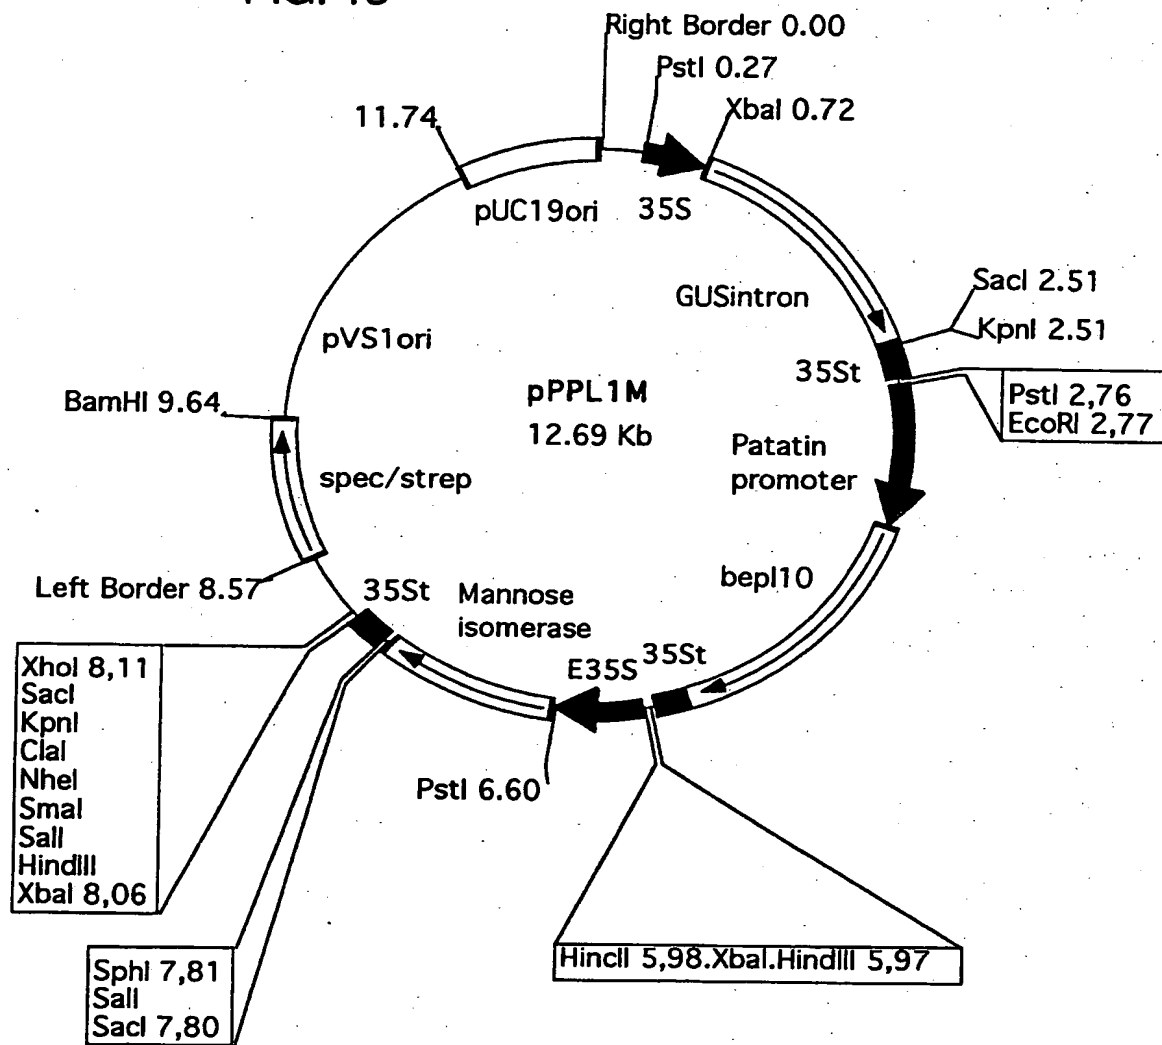 Right Border 0.00
PstI 0.27
XbaI 0.72
11.74
pUC19ori
35S
GUSintron
SacI 2.51
KpnI 2.51
pVS1ori
35St
PstI 2,76
EcoRI 2,77
BamHI 9.64
pPPL1M
12.69 Kb
Patatin
promoter
spec/strep
bepl10
Left Border 8.57
35St
Mannose
isomerase
E35S
35St
XhoI 8,11
SacI
KpnI
ClaI
NheI
SmaI
SalI
HindIII
XbaI 8,06
PstI 6.60
SphI 7,81
SalI
SacI 7,80
HincII 5,98.XbaI.HindIII 5,97